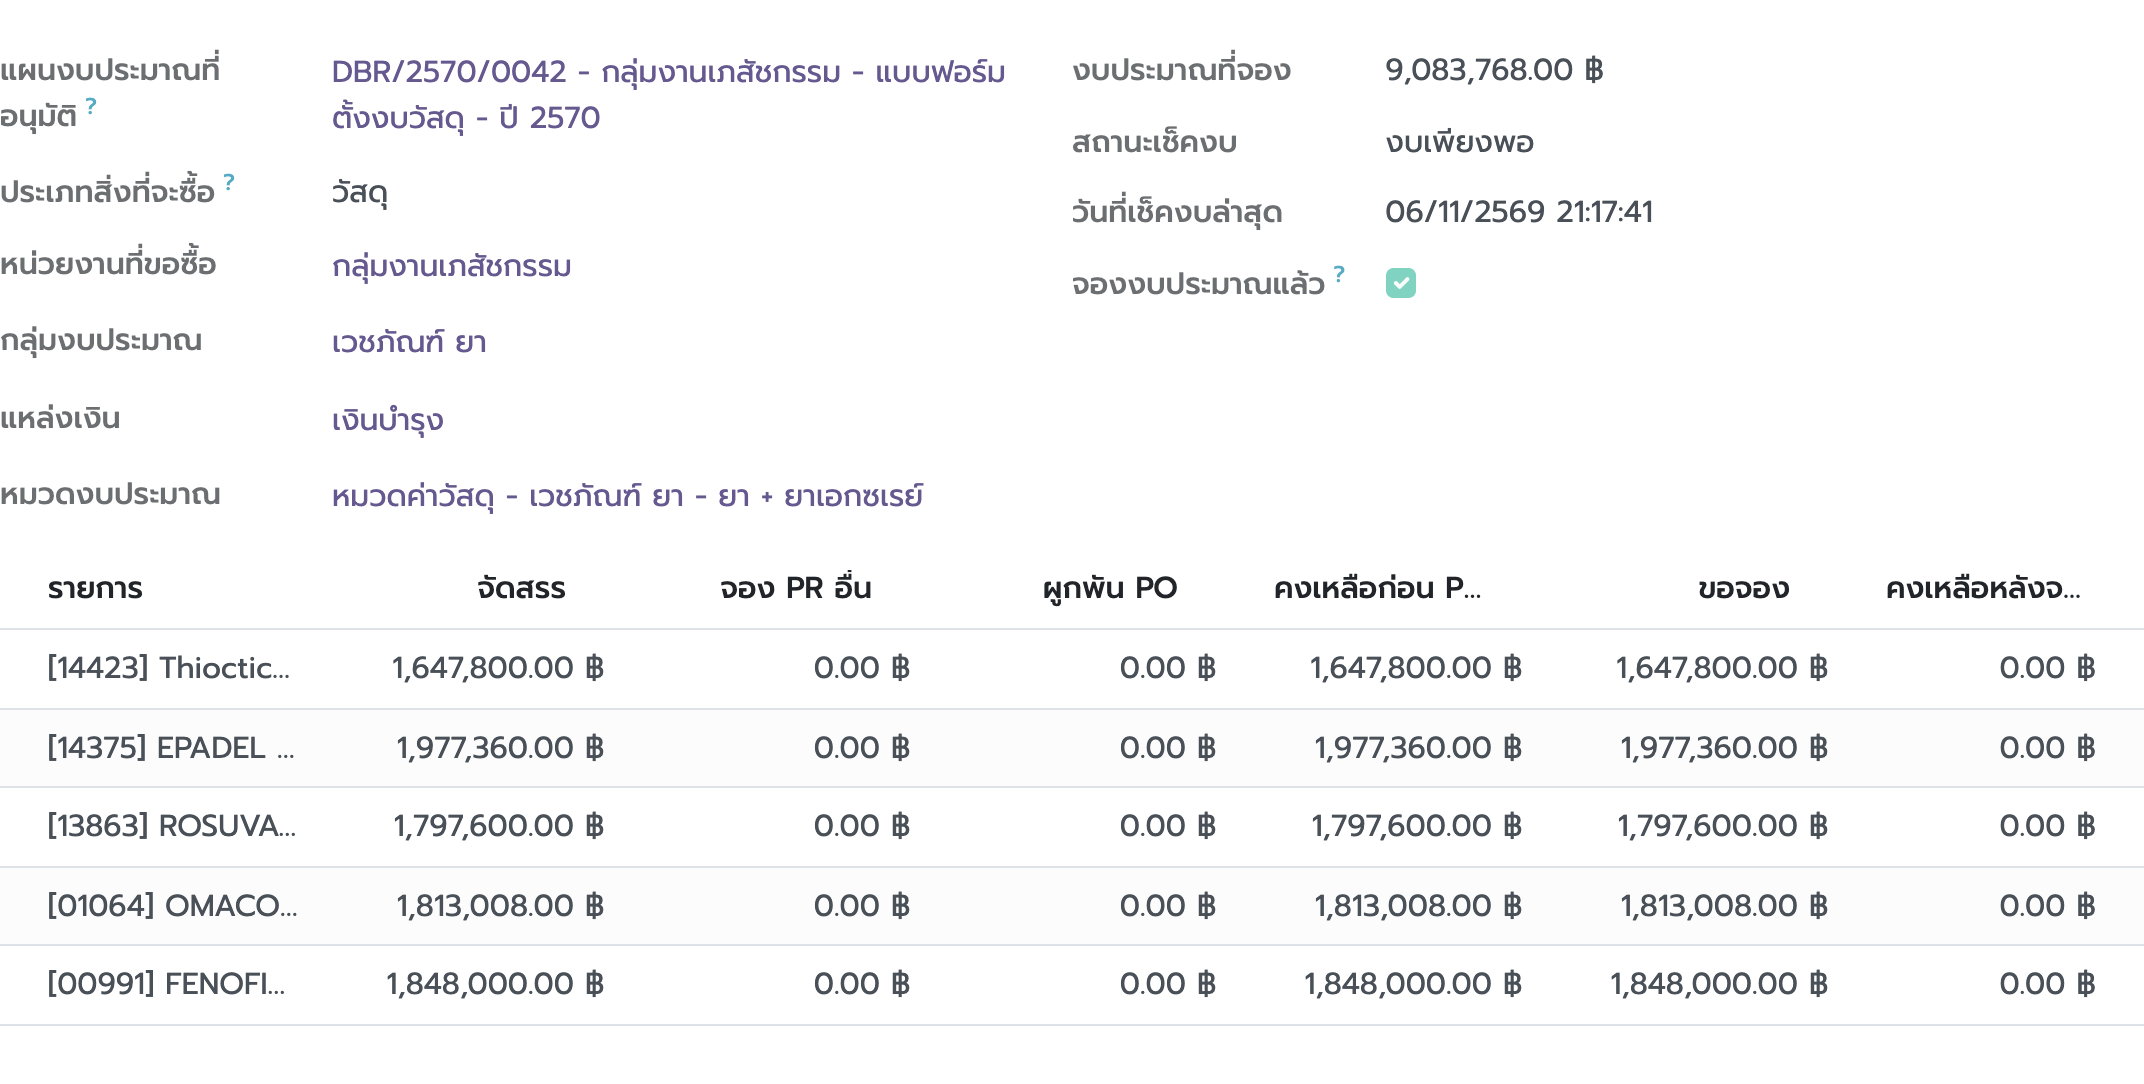 แผนงบประมาณที่อนุมัติ ? DBR/2570/0042 - กลุ่มงานเภสัชกรรม - แบบฟอร์ม
ตั้งงบวัสดุ - ปี 2570
ประเภทสิ่งที่จะซื้อ ? วัสดุ
หน่วยงานที่ขอซื้อ กลุ่มงานเภสัชกรรม
กลุ่มงบประมาณ เวชภัณฑ์ ยา
แหล่งเงิน เงินบำรุง
หมวดงบประมาณ หมวดค่าวัสดุ - เวชภัณฑ์ ยา - ยา + ยาเอกซเรย์
งบประมาณที่จอง 9,083,768.00 ฿
สถานะเช็คงบ งบเพียงพอ
วันที่เช็คงบล่าสุด 06/11/2569 21:17:41
จองงบประมาณแล้ว ?
รายการ จัดสรร จอง PR อื่น ผูกพัน PO คงเหลือก่อน P... ขอจอง คงเหลือหลังจ...
[14423] Thioctic... 1,647,800.00 ฿ 0.00 ฿ 0.00 ฿ 1,647,800.00 ฿ 1,647,800.00 ฿ 0.00 ฿
[14375] EPADEL ... 1,977,360.00 ฿ 0.00 ฿ 0.00 ฿ 1,977,360.00 ฿ 1,977,360.00 ฿ 0.00 ฿
[13863] ROSUVA... 1,797,600.00 ฿ 0.00 ฿ 0.00 ฿ 1,797,600.00 ฿ 1,797,600.00 ฿ 0.00 ฿
[01064] OMACO... 1,813,008.00 ฿ 0.00 ฿ 0.00 ฿ 1,813,008.00 ฿ 1,813,008.00 ฿ 0.00 ฿
[00991] FENOFI... 1,848,000.00 ฿ 0.00 ฿ 0.00 ฿ 1,848,000.00 ฿ 1,848,000.00 ฿ 0.00 ฿